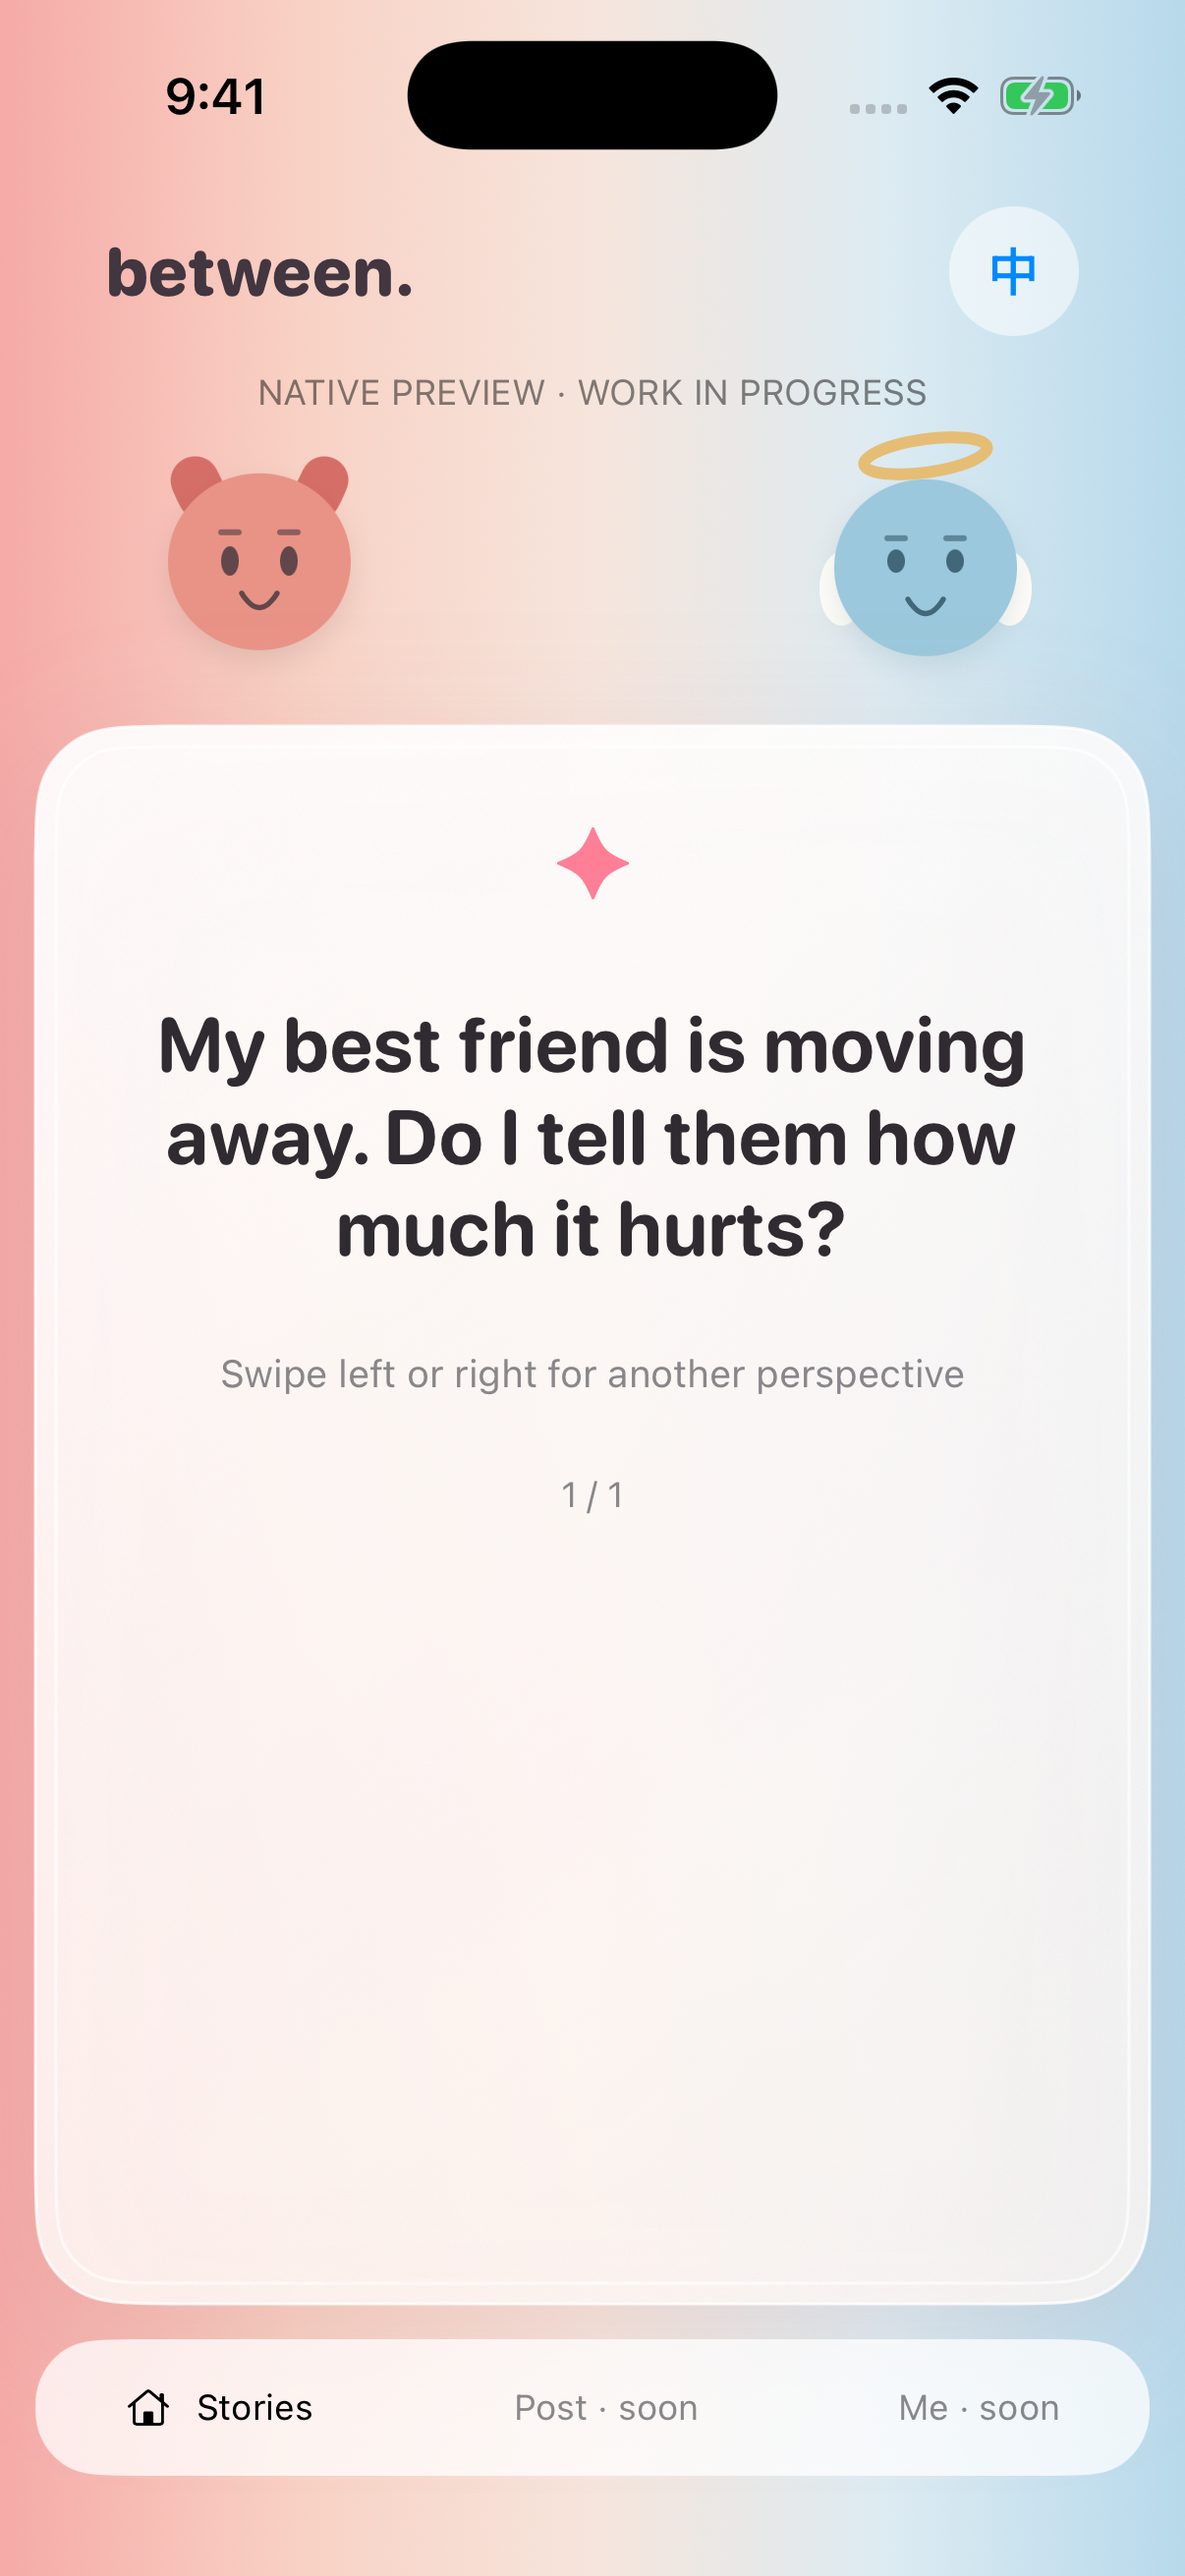 9:41
between.
中
NATIVE PREVIEW · WORK IN PROGRESS
My best friend is moving
away. Do I tell them how
much it hurts?
Swipe left or right for another perspective
1 / 1
Stories
Post · soon
Me · soon